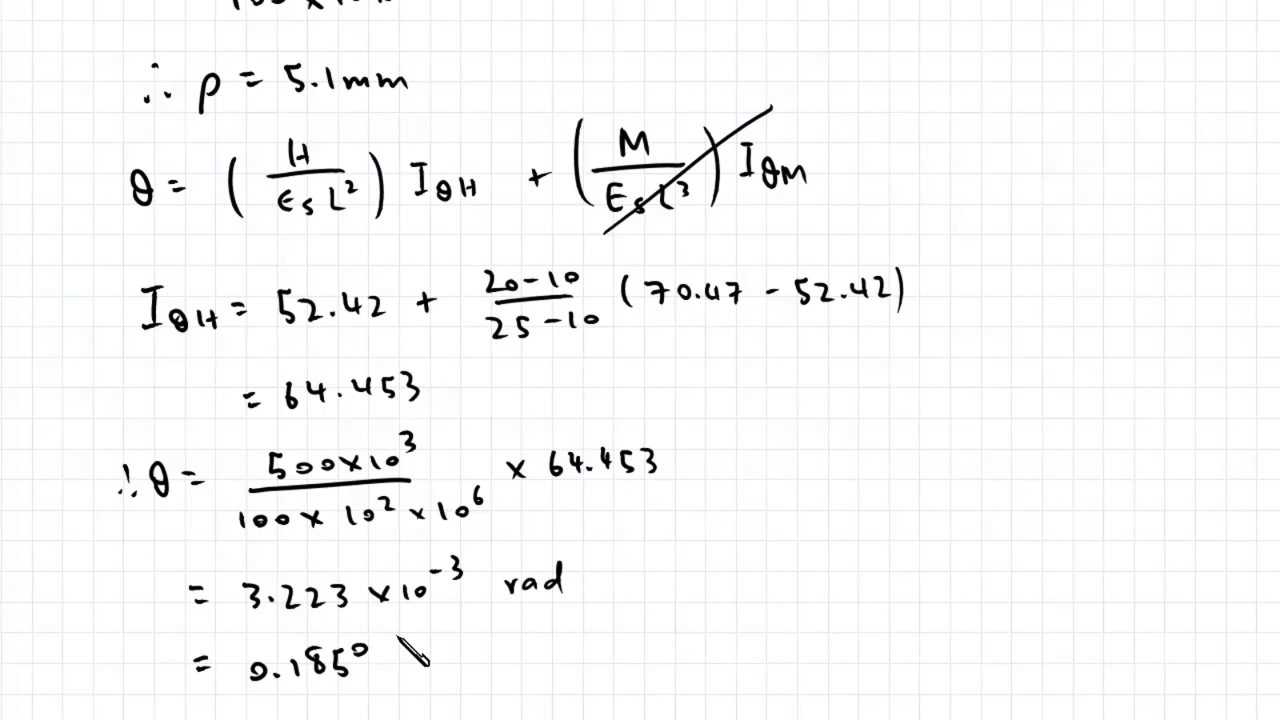 ∴ ρ = 5.1mm
θ = (H / EsL²) IθH + (M / EsL³) IθM
IθH = 52.42 + (20-10 / 25-10) (70.47 - 52.42)
= 64.453
∴ θ = 500×10³ / 100 × 10² × 10⁶ × 64.453
= 3.223 × 10⁻³ rad
= 0.185°